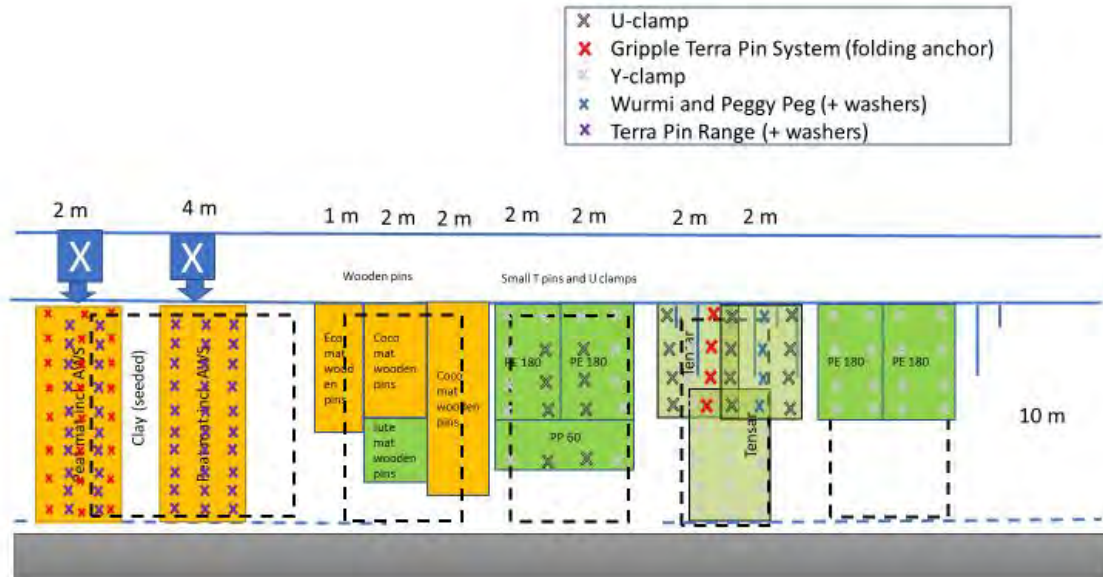 U-clamp
Gripple Terra Pin System (folding anchor)
Y-clamp
Wurmi and Peggy Peg (+ washers)
Terra Pin Range (+ washers)
2 m
4 m
1 m
2 m
2 m
2 m
2 m
2 m
2 m
X
X
Wooden pins
Small T pins and U clamps
Clay (seeded)
Eco
mat
wood
en
pins
Coco
mat
wooden
pins
Coco
mat
wooden
pins
mat
wooden
pins
PE 180
PE 180
PP 60
Tensar
Tensar
PE 180
PE 180
10 m